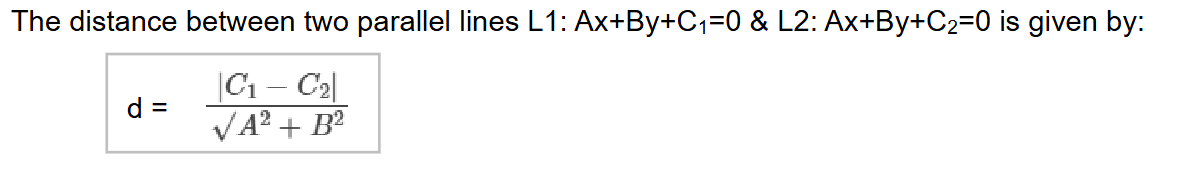 The distance between two parallel lines L1: Ax+By+C₁=0 & L2: Ax+By+C₂=0 is given by:
d = |C₁ − C₂| / √A² + B²